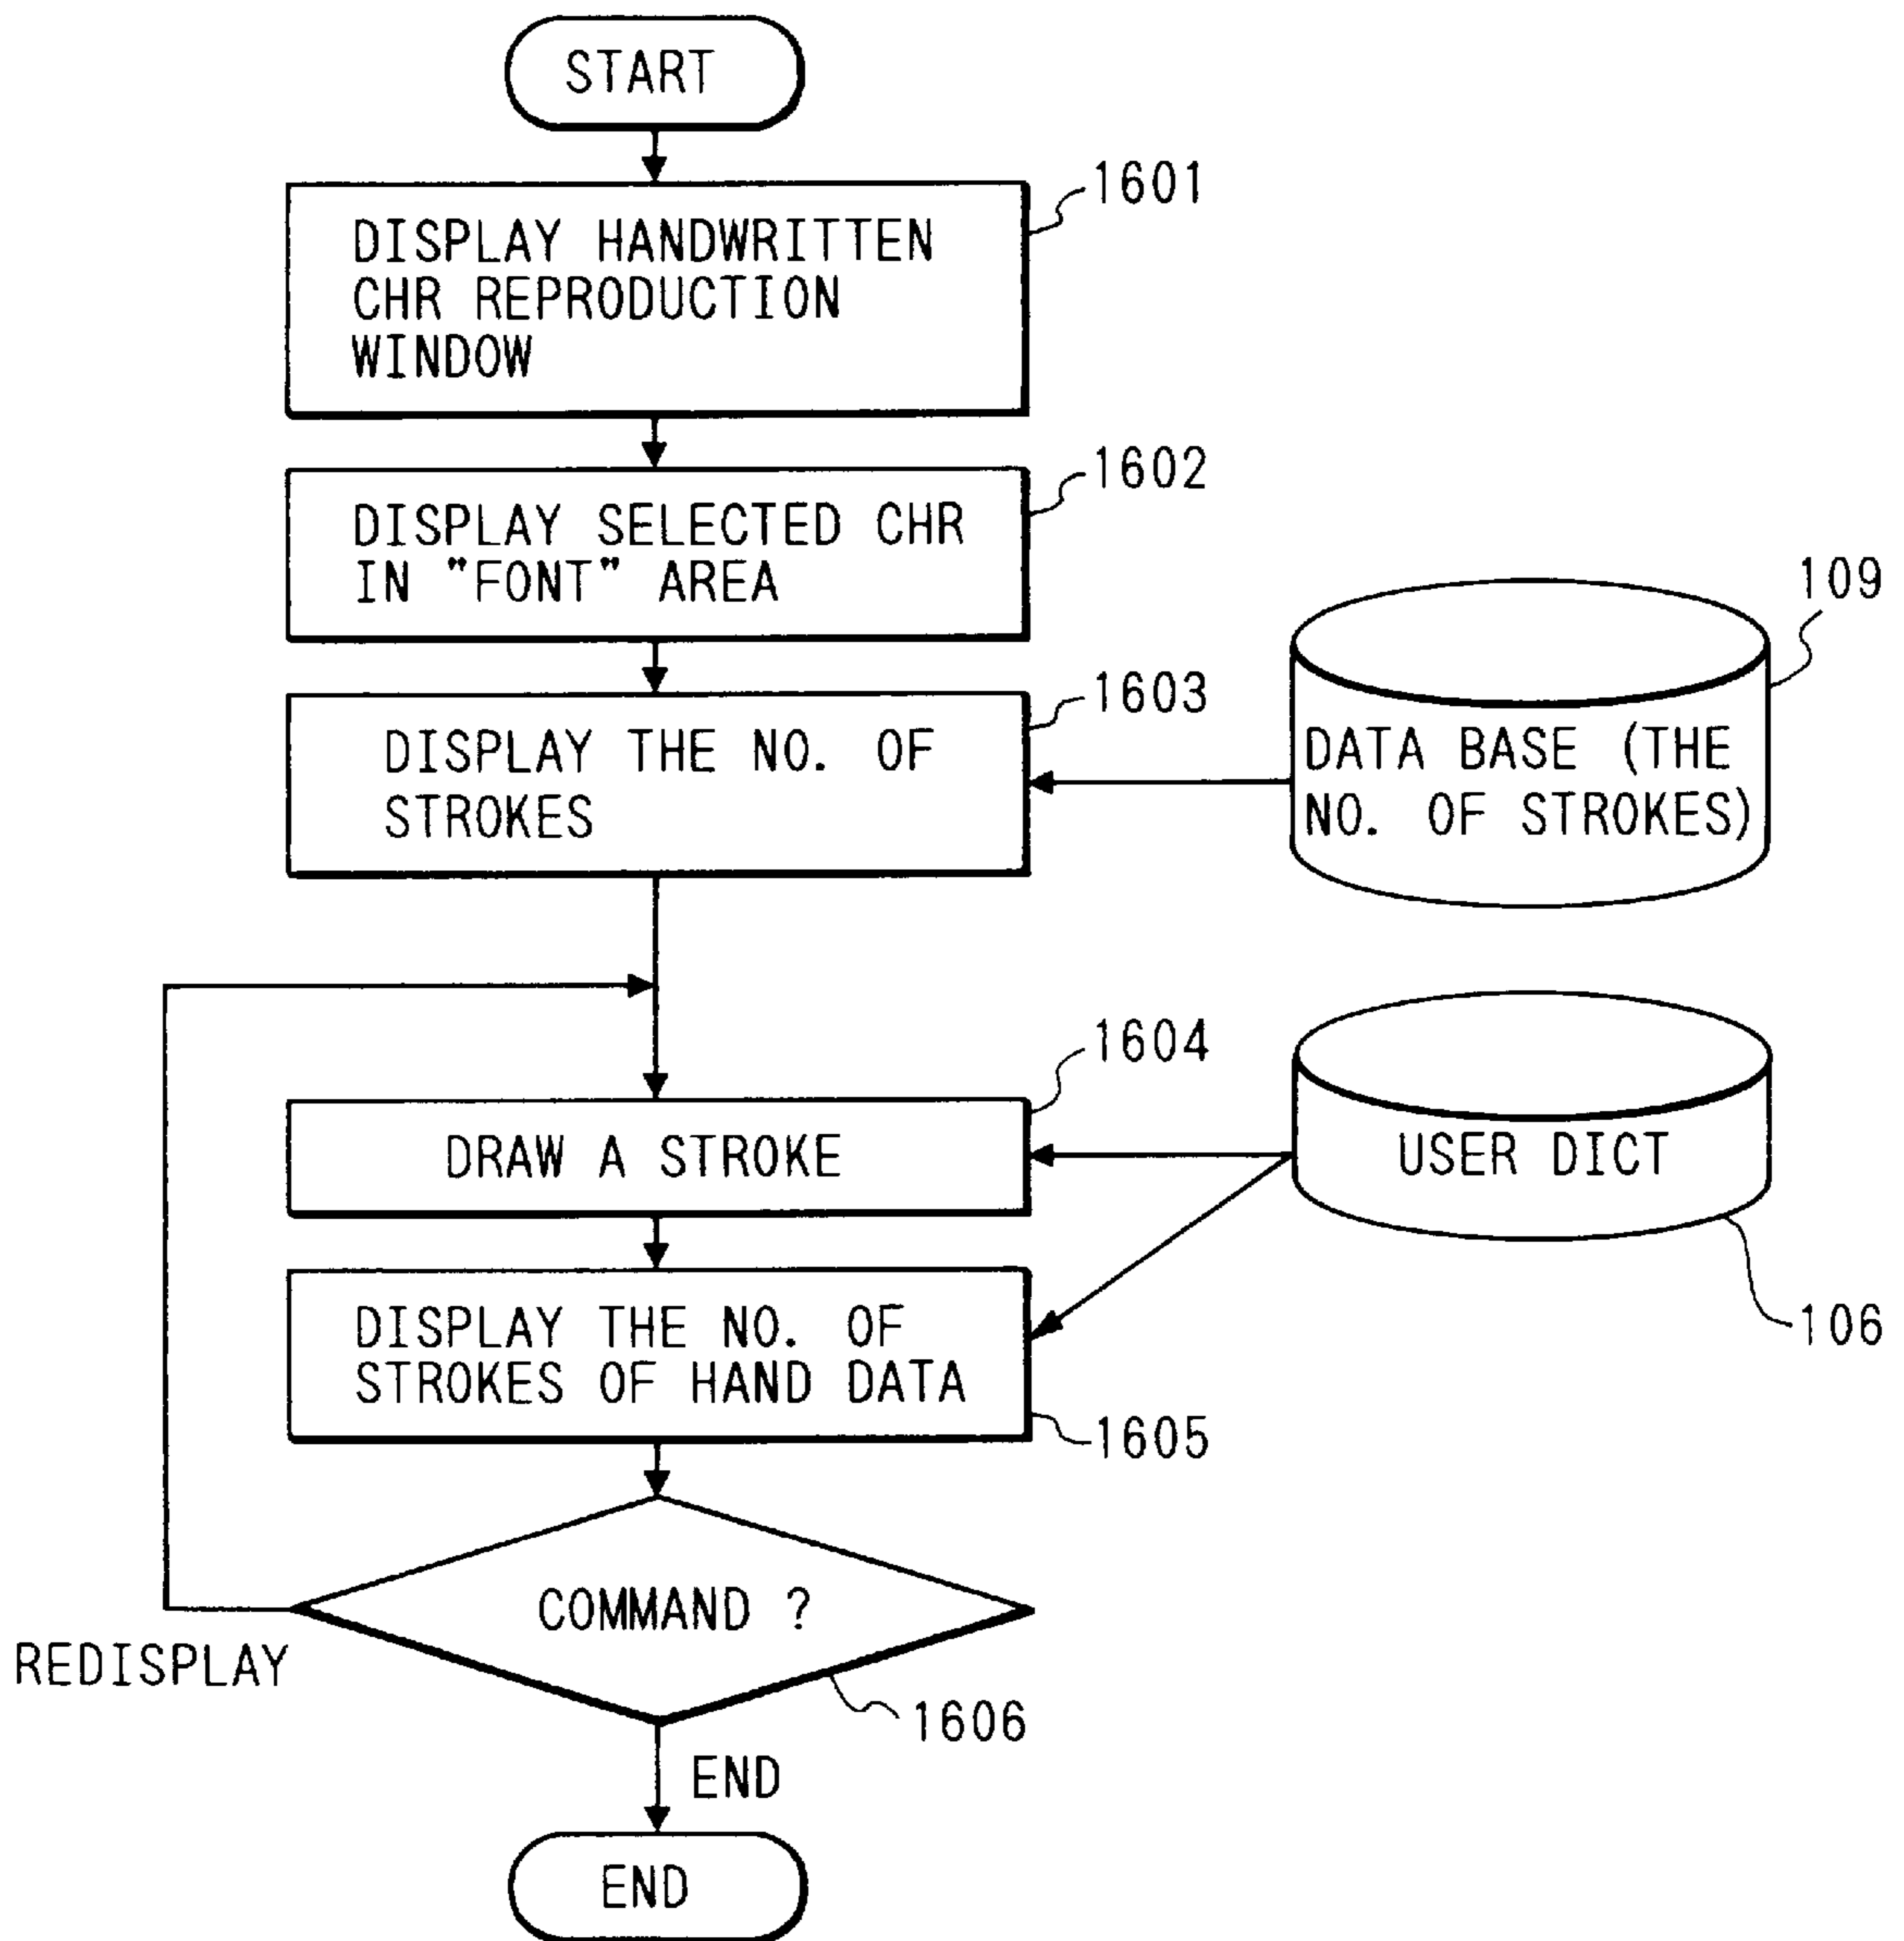 START
1601
DISPLAY HANDWRITTEN
CHR REPRODUCTION
WINDOW
1602
DISPLAY SELECTED CHR
IN "FONT" AREA
109
1603
DISPLAY THE NO. OF
STROKES
DATA BASE (THE
NO. OF STROKES)
1604
DRAW A STROKE
USER DICT
106
DISPLAY THE NO. OF
STROKES OF HAND DATA
1605
COMMAND ?
REDISPLAY
1606
END
END